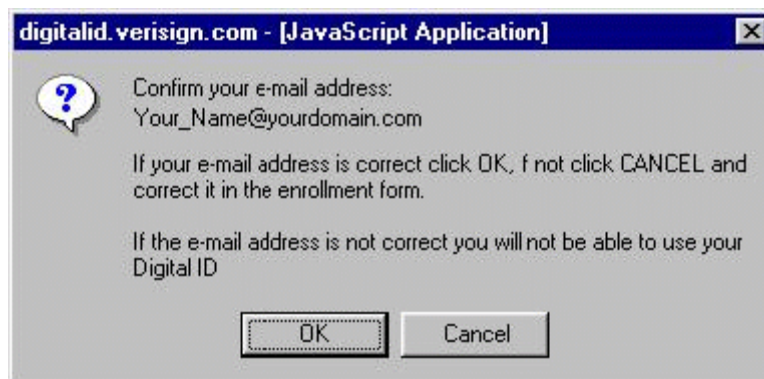 digitalid.verisign.com - [JavaScript Application]
Confirm your e-mail address:
Your_Name@yourdomain.com
If your e-mail address is correct click OK, f not click CANCEL and
correct it in the enrollment form.
If the e-mail address is not correct you will not be able to use your
Digital ID
OK
Cancel